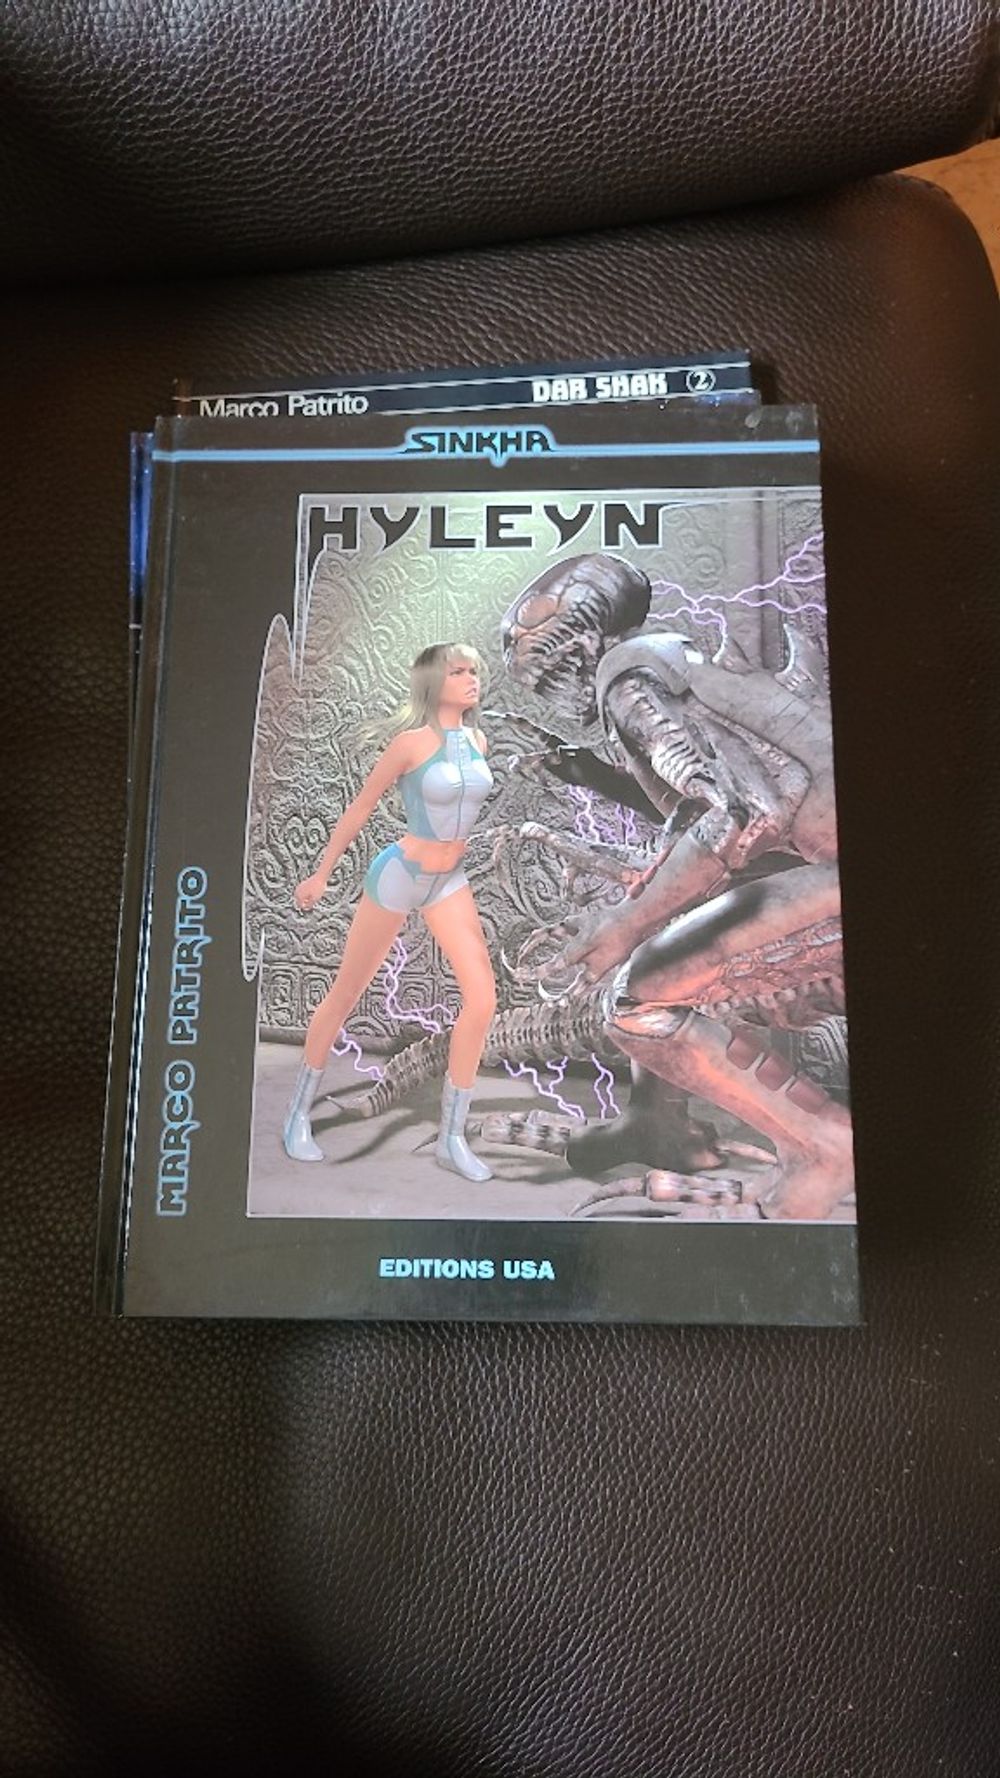 Marco Patrito
DAR SHAK 2
SINKHA
HYLEYN
MARCO PATRITO
EDITIONS USA